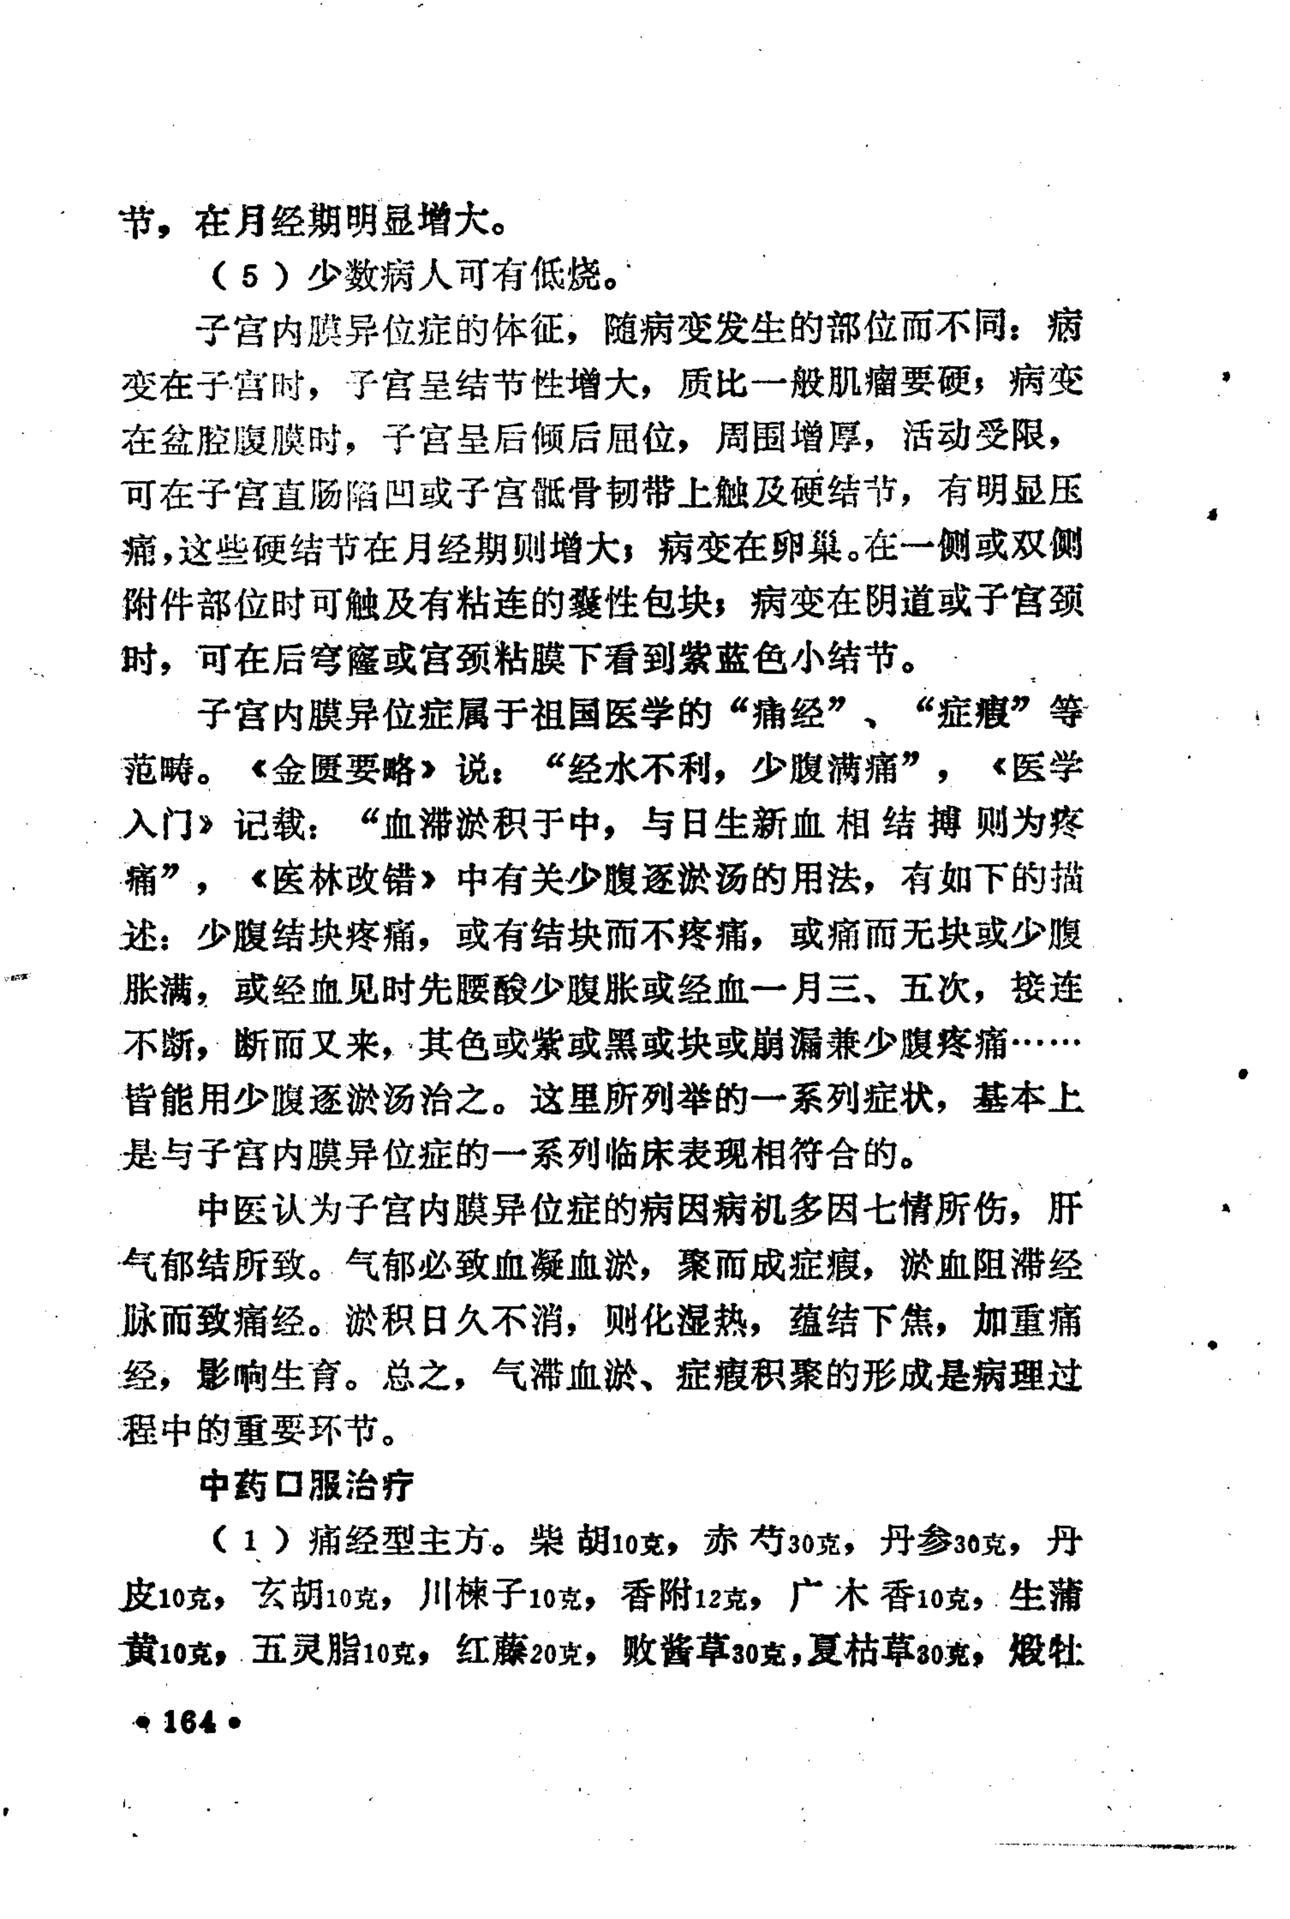 节，在月经期明显增大。
（5）少数病人可有低烧。
子宫内膜异位症的体征，随病变发生的部位而不同：病
变在子宫时，子宫呈结节性增大，质比一般肌瘤要硬；病变
在盆腔腹膜时，子宫呈后倾后屈位，周围增厚，活动受限，
可在子宫直肠陷凹或子宫骶骨韧带上触及硬结节，有明显压
痛，这些硬结节在月经期则增大；病变在卵巢。在一侧或双侧
附件部位时可触及有粘连的囊性包块；病变在阴道或子宫颈
时，可在后穹窿或宫颈粘膜下看到紫蓝色小结节。
子宫内膜异位症属于祖国医学的“痛经”、“症瘕”等
范畴。《金匮要略》说：“经水不利，少腹满痛”，《医学
入门》记载：“血滞淤积于中，与日生新血相结搏则为疼
痛”，《医林改错》中有关少腹逐淤汤的用法，有如下的描
述：少腹结块疼痛，或有结块而不疼痛，或痛而无块或少腹
胀满，或经血见时先腰酸少腹胀或经血一月三、五次，接连
不断，断而又来，其色或紫或黑或块或崩漏兼少腹疼痛……
皆能用少腹逐淤汤治之。这里所列举的一系列症状，基本上
是与子宫内膜异位症的一系列临床表现相符合的。
中医认为子宫内膜异位症的病因病机多因七情所伤，肝
气郁结所致。气郁必致血凝血淤，聚而成症瘕，淤血阻滞经
脉而致痛经。淤积日久不消，则化湿热，蕴结下焦，加重痛
经，影响生育。总之，气滞血淤、症瘕积聚的形成是病理过
程中的重要环节。
中药口服治疗
（1）痛经型主方。柴胡10克，赤芍30克，丹参30克，丹
皮10克，玄胡10克，川楝子10克，香附12克，广木香10克，生蒲
黄10克，五灵脂10克，红藤20克，败酱草30克，夏枯草30克，煅牡
•164•